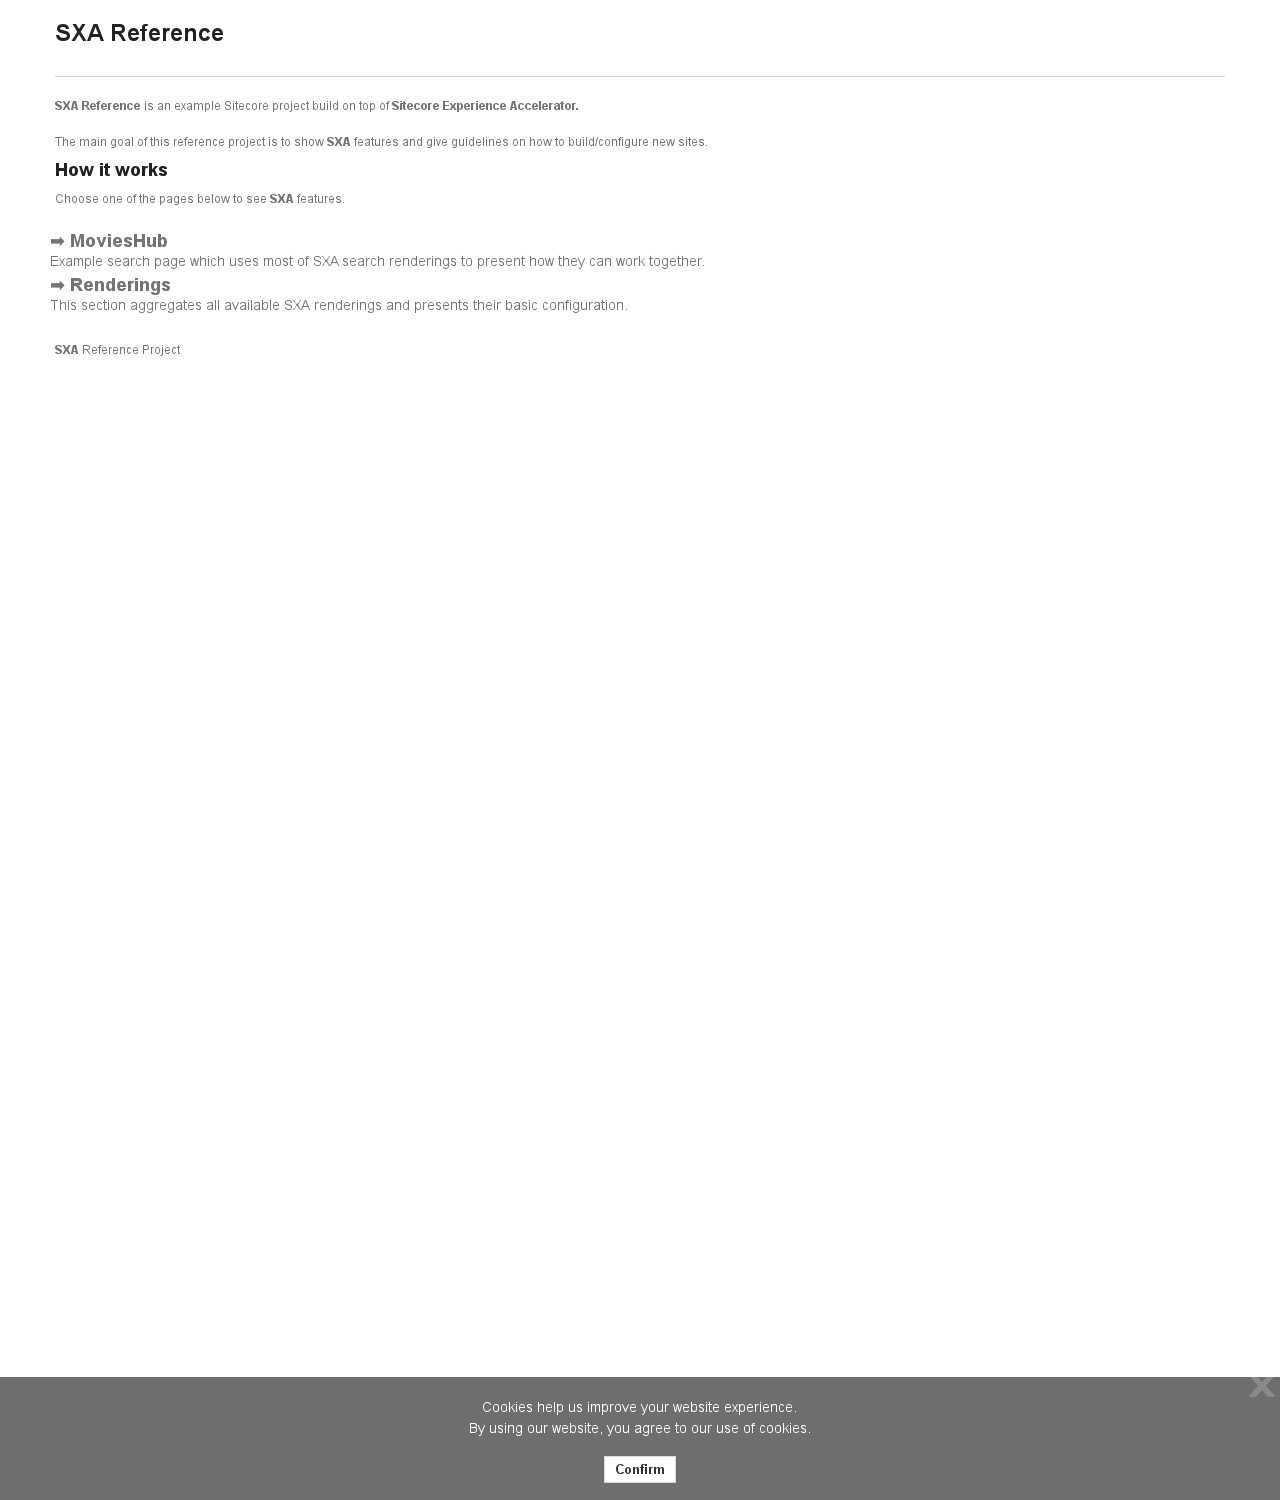 SXA Reference
SXA Reference is an example Sitecore project build on top of Sitecore Experience Accelerator.
The main goal of this reference project is to show SXA features and give guidelines on how to build/configure new sites.
How it works
Choose one of the pages below to see SXA features.
➡ MoviesHub
Example search page which uses most of SXA search renderings to present how they can work together.
➡ Renderings
This section aggregates all available SXA renderings and presents their basic configuration.
SXA Reference Project
X
Cookies help us improve your website experience.
By using our website, you agree to our use of cookies.
Confirm